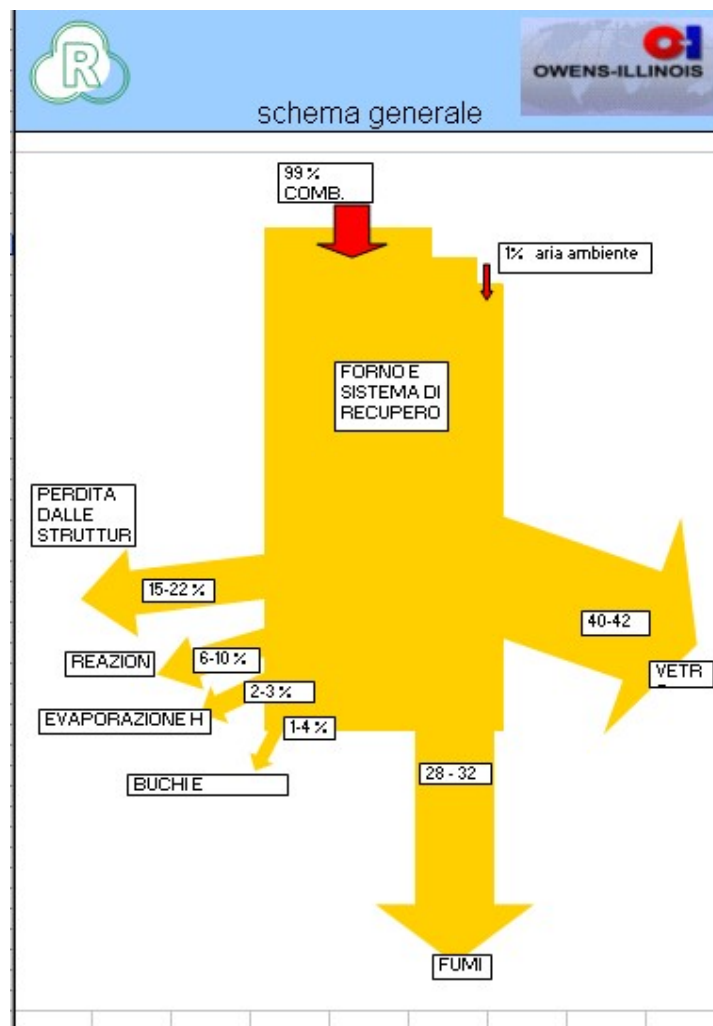 R
OWENS-ILLINOIS
schema generale
99 %
COMB.
1% aria ambiente
FORNO E
SISTEMA DI
RECUPERO
PERDITA
DALLE
STRUTTUR
15-22 %
40-42
REAZION
6-10 %
VETR
2-3 %
EVAPORAZIONE H
1-4 %
BUCHI E
28 - 32
FUMI